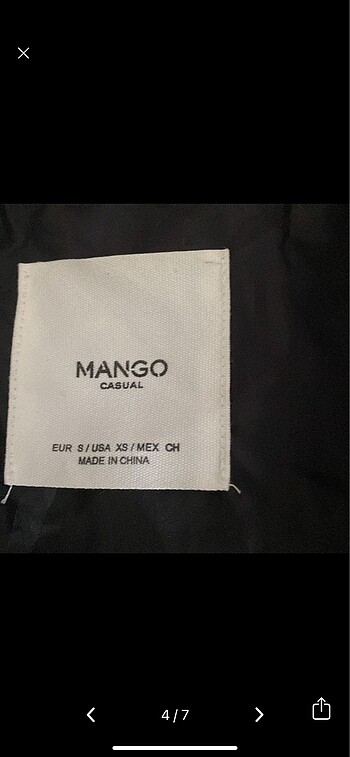 MANGO
CASUAL
EUR S / USA XS / MEX CH
MADE IN CHINA
4/7